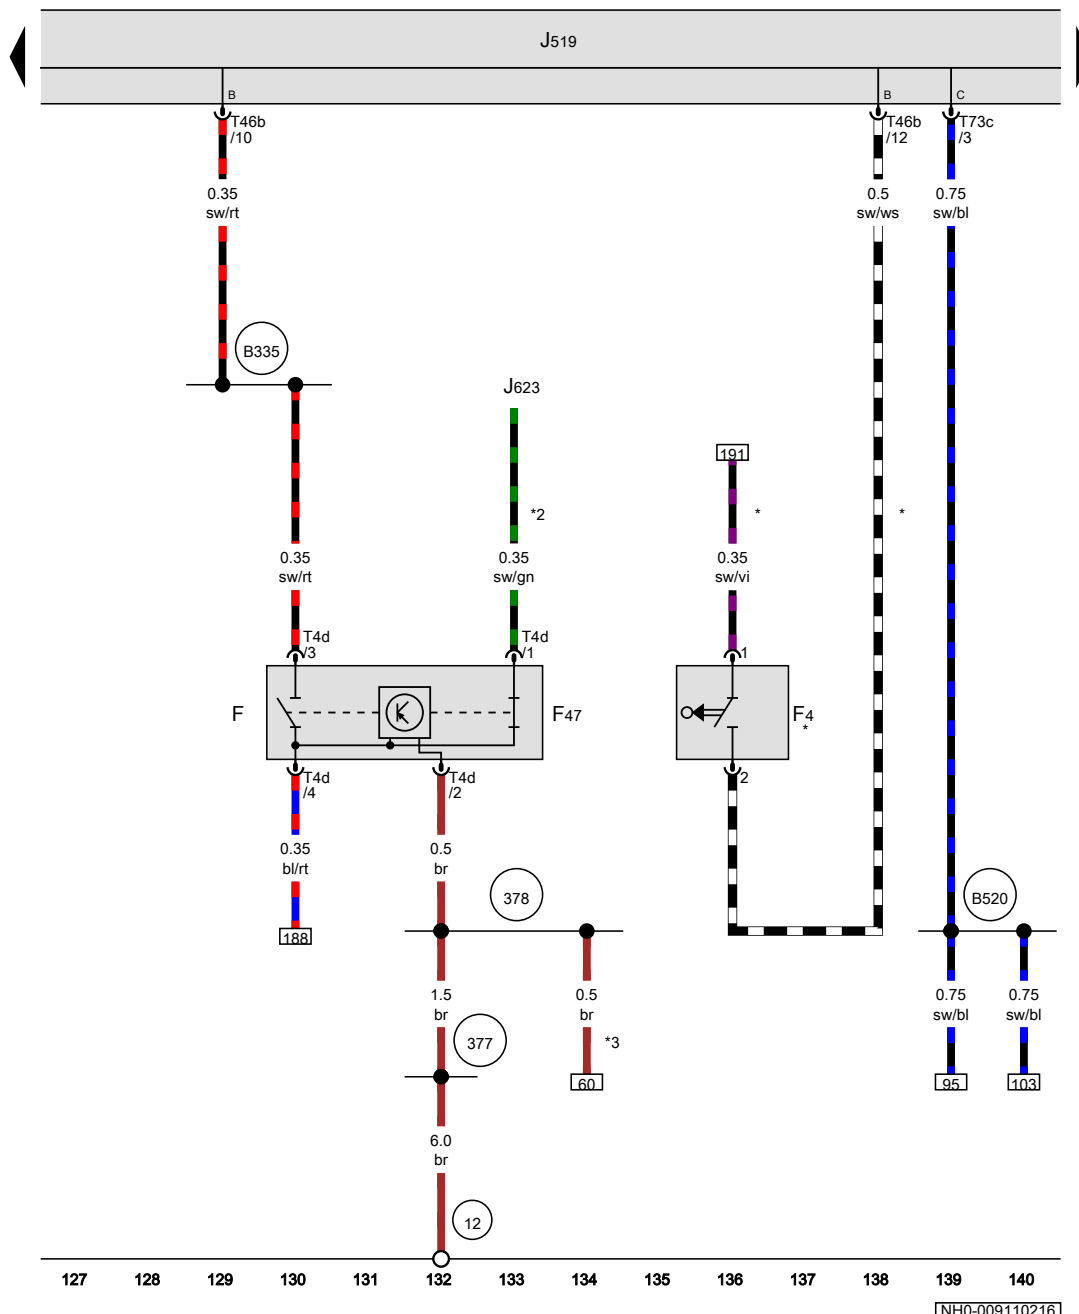 J519
B
B
C
T46b
/10
T46b
/12
T73c
/3
0.35
sw/rt
0.5
sw/ws
0.75
sw/bl
B335
J623
191
*2
*
*
0.35
sw/rt
0.35
sw/gn
0.35
sw/vi
T4d
/3
T4d
/1
1
F
F47
F4
*
T4d
/4
T4d
/2
2
0.35
bl/rt
0.5
br
378
B520
188
1.5
br
0.5
br
0.75
sw/bl
0.75
sw/bl
377
*3
60
95
103
6.0
br
12
127 128 129 130 131 132 133 134 135 136 137 138 139 140
NH0-009110216